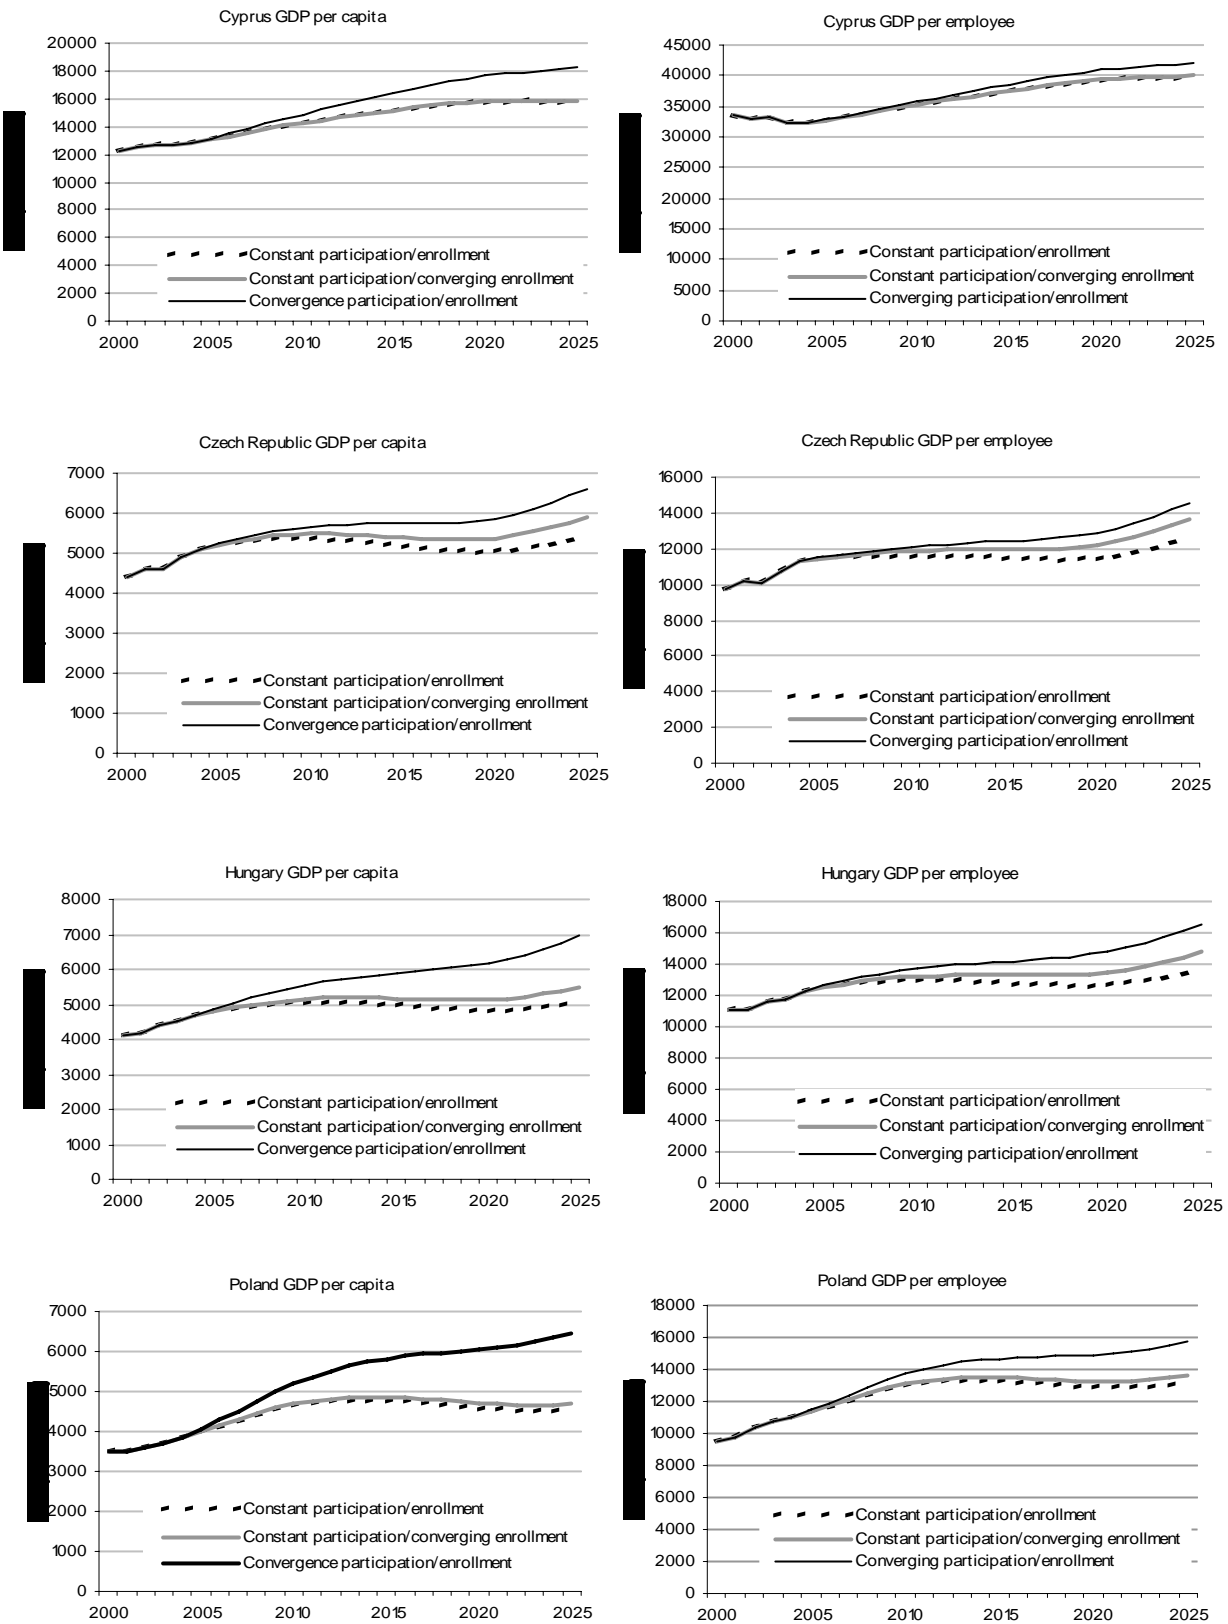 Cyprus GDP per capita
20000
18000
16000
14000
12000
10000
8000
6000
4000
2000
0
Constant participation/enrollment
Constant participation/converging enrollment
Convergence participation/enrollment
2000 2005 2010 2015 2020 2025
Cyprus GDP per employee
45000
40000
35000
30000
25000
20000
15000
10000
5000
0
Constant participation/enrollment
Constant participation/converging enrollment
Converging participation/enrollment
2000 2005 2010 2015 2020 2025
Czech Republic GDP per capita
7000
6000
5000
4000
3000
2000
1000
0
Constant participation/enrollment
Constant participation/converging enrollment
Convergence participation/enrollment
2000 2005 2010 2015 2020 2025
Czech Republic GDP per employee
16000
14000
12000
10000
8000
6000
4000
2000
0
Constant participation/enrollment
Constant participation/converging enrollment
Converging participation/enrollment
2000 2005 2010 2015 2020 2025
Hungary GDP per capita
8000
7000
6000
5000
4000
3000
2000
1000
0
Constant participation/enrollment
Constant participation/converging enrollment
Convergence participation/enrollment
2000 2005 2010 2015 2020 2025
Hungary GDP per employee
18000
16000
14000
12000
10000
8000
6000
4000
2000
0
Constant participation/enrollment
Constant participation/converging enrollment
Converging participation/enrollment
2000 2005 2010 2015 2020 2025
Poland GDP per capita
7000
6000
5000
4000
3000
2000
1000
0
Constant participation/enrollment
Constant participation/converging enrollment
Convergence participation/enrollment
2000 2005 2010 2015 2020 2025
Poland GDP per employee
18000
16000
14000
12000
10000
8000
6000
4000
2000
0
Constant participation/enrollment
Constant participation/converging enrollment
Converging participation/enrollment
2000 2005 2010 2015 2020 2025